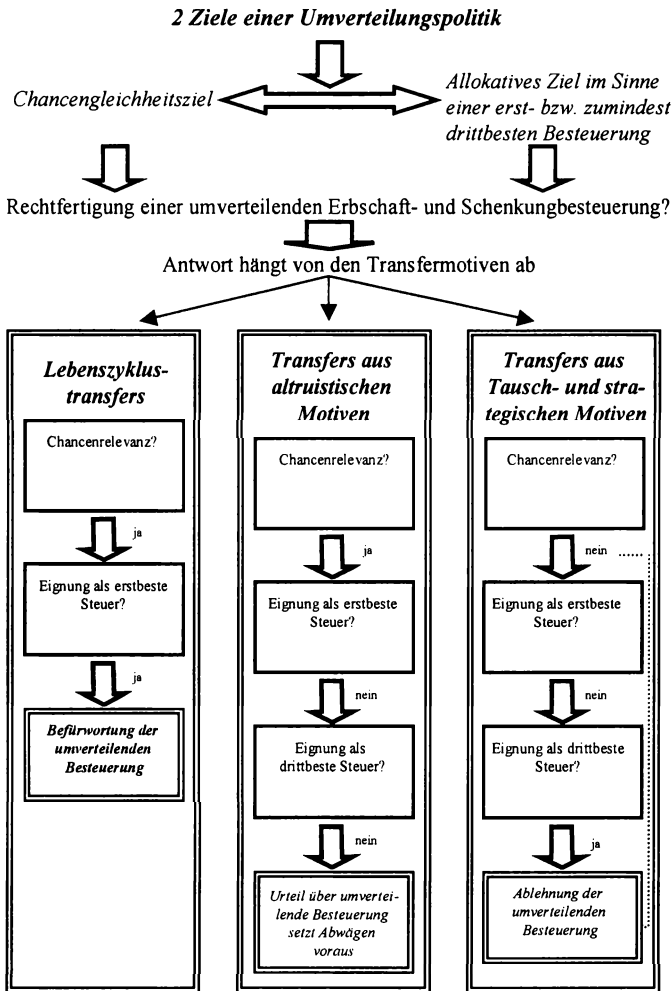 2 Ziele einer Umverteilungspolitik
Chancengleichheitsziel
Allokatives Ziel im Sinne
einer erst- bzw. zumindest
drittbesten Besteuerung
Rechtfertigung einer umverteilenden Erbschaft- und Schenkungbesteuerung?
Antwort hängt von den Transfermotiven ab
Lebenszyklus-
transfers
Chancenrelevanz?
ja
Eignung als erstbeste
Steuer?
ja
Befürwortung der
umverteilenden
Besteuerung
Transfers aus
altruistischen
Motiven
Chancenrelevanz?
ja
Eignung als erstbeste
Steuer?
nein
Eignung als
drittbeste Steuer?
nein
Urteil über umvertei-
lende Besteuerung
setzt Abwägen
voraus
Transfers aus
Tausch- und stra-
tegischen Motiven
Chancenrelevanz?
nein ......
Eignung als erstbeste
Steuer?
nein
Eignung als drittbeste
Steuer?
ja
Ablehnung der
umverteilenden
Besteuerung